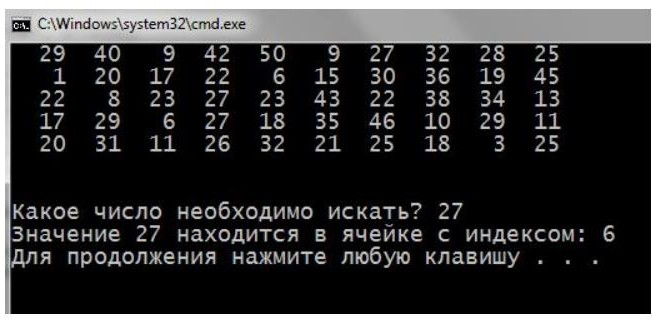 C:\Windows\system32\cmd.exe
29 40 9 42 50 9 27 32 28 25
1 20 17 22 6 15 30 36 19 45
22 8 23 27 23 43 22 38 34 13
17 29 6 27 18 35 46 10 29 11
20 31 11 26 32 21 25 18 3 25
Какое число необходимо искать? 27
Значение 27 находится в ячейке с индексом: 6
Для продолжения нажмите любую клавишу . . .